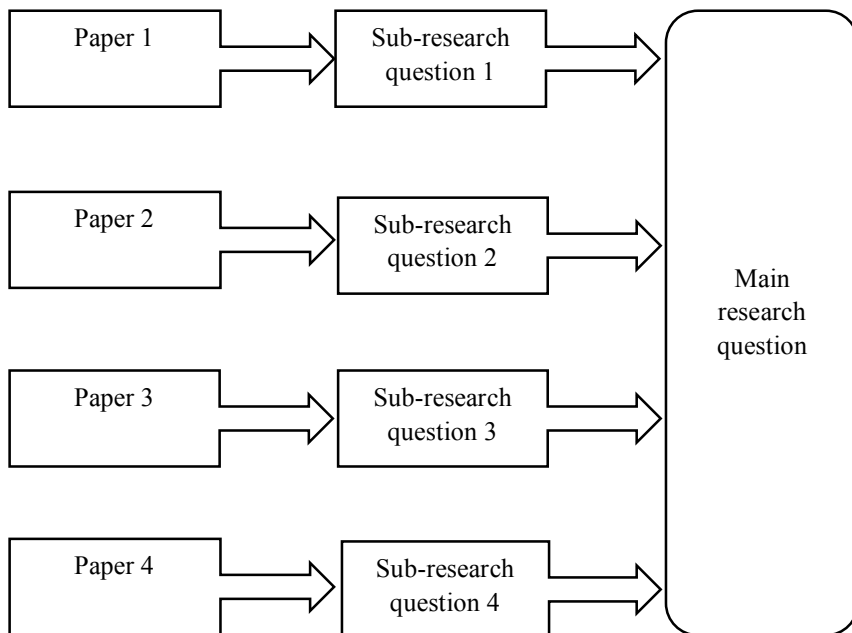 Paper 1
Sub-research
question 1
Paper 2
Sub-research
question 2
Paper 3
Sub-research
question 3
Paper 4
Sub-research
question 4
Main
research
question